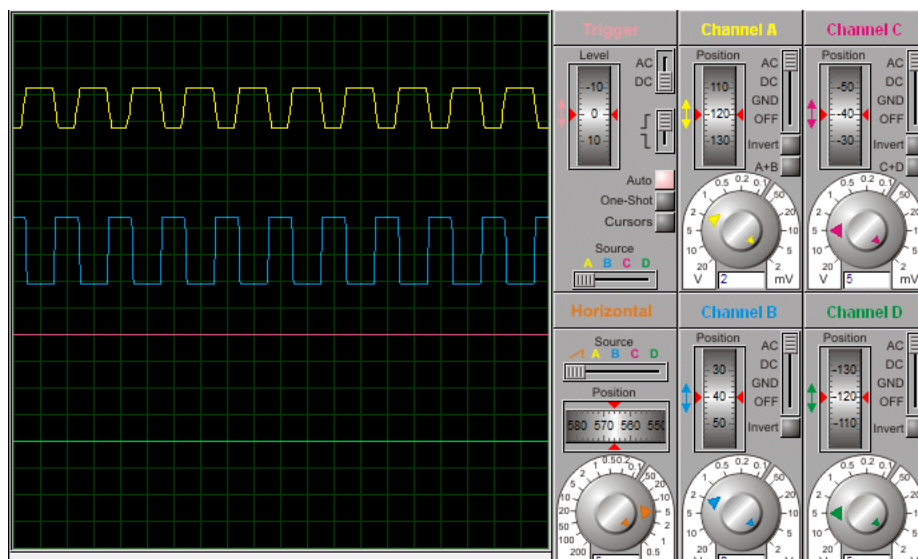 Trigger
Level
-10
0
10
AC
DC
Auto
One-Shot
Cursors
Source
A B C D
Channel A
Position
110
120
130
AC
DC
GND
OFF
Invert
A+B
0.5 0.2 0.1
1 50
2 20
5 10
10 5
20 2
V 2 mV
Channel C
Position
-50
-40
-30
AC
DC
GND
OFF
Invert
C+D
0.5 0.2 0.1
1 50
2 20
5 10
10 5
20 2
V 5 mV
Horizontal
Source
A B C D
Position
580 570 560 550
1 0.5 0.2 0.1
2
5 20
10 10
20 5
50 2
100 1
200 0.5
Channel B
Position
30
40
50
AC
DC
GND
OFF
Invert
0.5 0.2 0.1
1 50
2 20
5 10
10 5
20 2
Channel D
Position
-130
-120
-110
AC
DC
GND
OFF
Invert
0.5 0.2 0.1
1 50
2 20
5 10
10 5
20 2